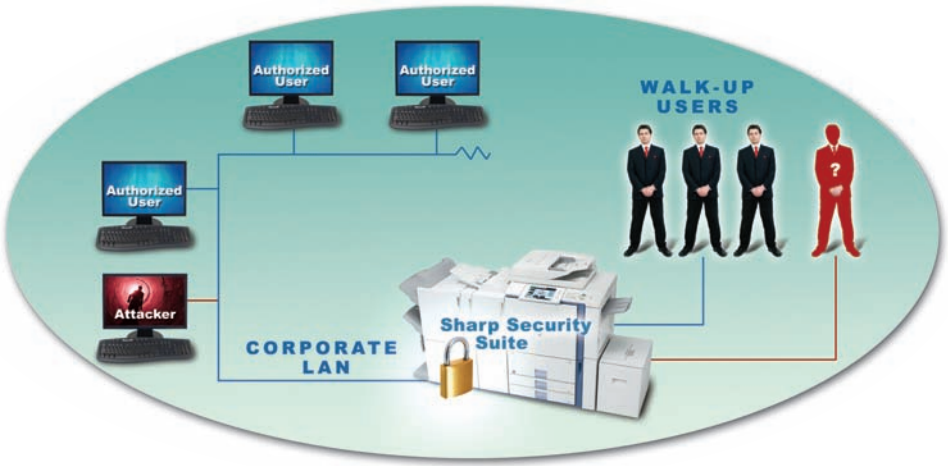 Authorized
User
Authorized
User
WALK-UP
USERS
Authorized
User
?
Attacker
Sharp Security
Suite
CORPORATE
LAN